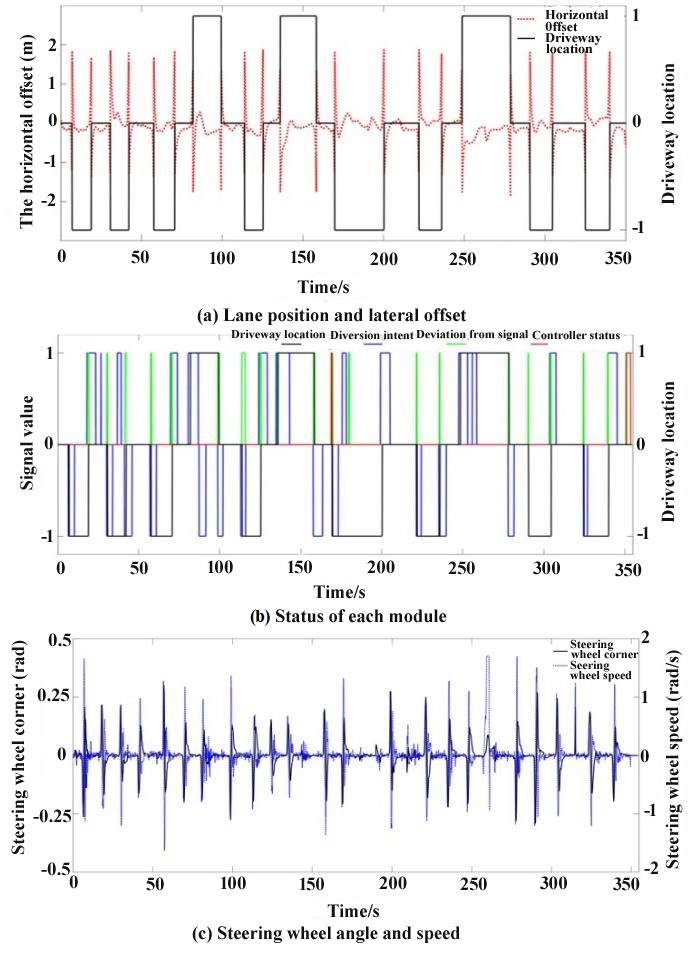 Horizontal
0ffset
Driveway
location
The horizontal offset (m)
2
1
0
-1
-2
1
0
-1
Driveway location
0 50 100 150 200 250 300 350
Time/s
(a) Lane position and lateral offset
Driveway location Diversion intent Deviation from signal Controller status
Signal value
1
0
-1
1
0
-1
Driveway location
0 50 100 150 200 250 300 350
Time/s
(b) Status of each module
Steering
wheel corner
Seering
wheel speed
Steering wheel corner (rad)
0.5
0.25
0
-0.25
-0.5
2
1
0
-1
-2
Steering wheel speed (rad/s)
0 50 100 150 200 250 300 350
Time/s
(c) Steering wheel angle and speed